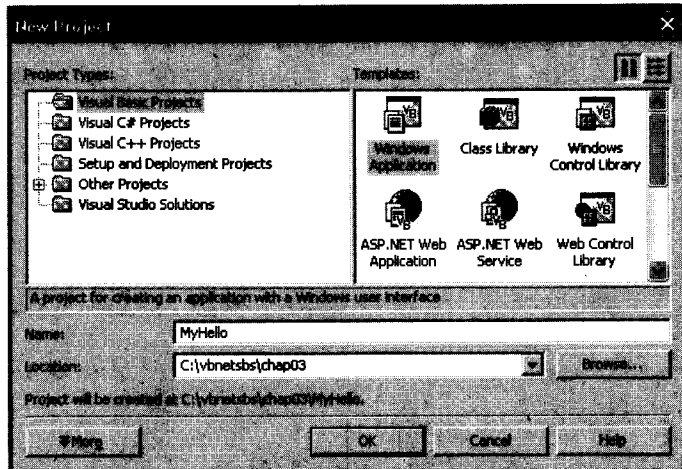 New Project
Project Types:
Visual Basic Projects
Visual C# Projects
Visual C++ Projects
Setup and Deployment Projects
Other Projects
Visual Studio Solutions
Templates:
Windows
Application
Class Library
Windows
Control Library
ASP.NET Web
Application
ASP.NET Web
Service
Web Control
Library
A project for creating an application with a Windows user interface
Name:
MyHello
Location:
C:\vbnetsbs\chap03
Browse...
Project will be created at C:\vbnetsbs\chap03\MyHello.
More
OK
Cancel
Help